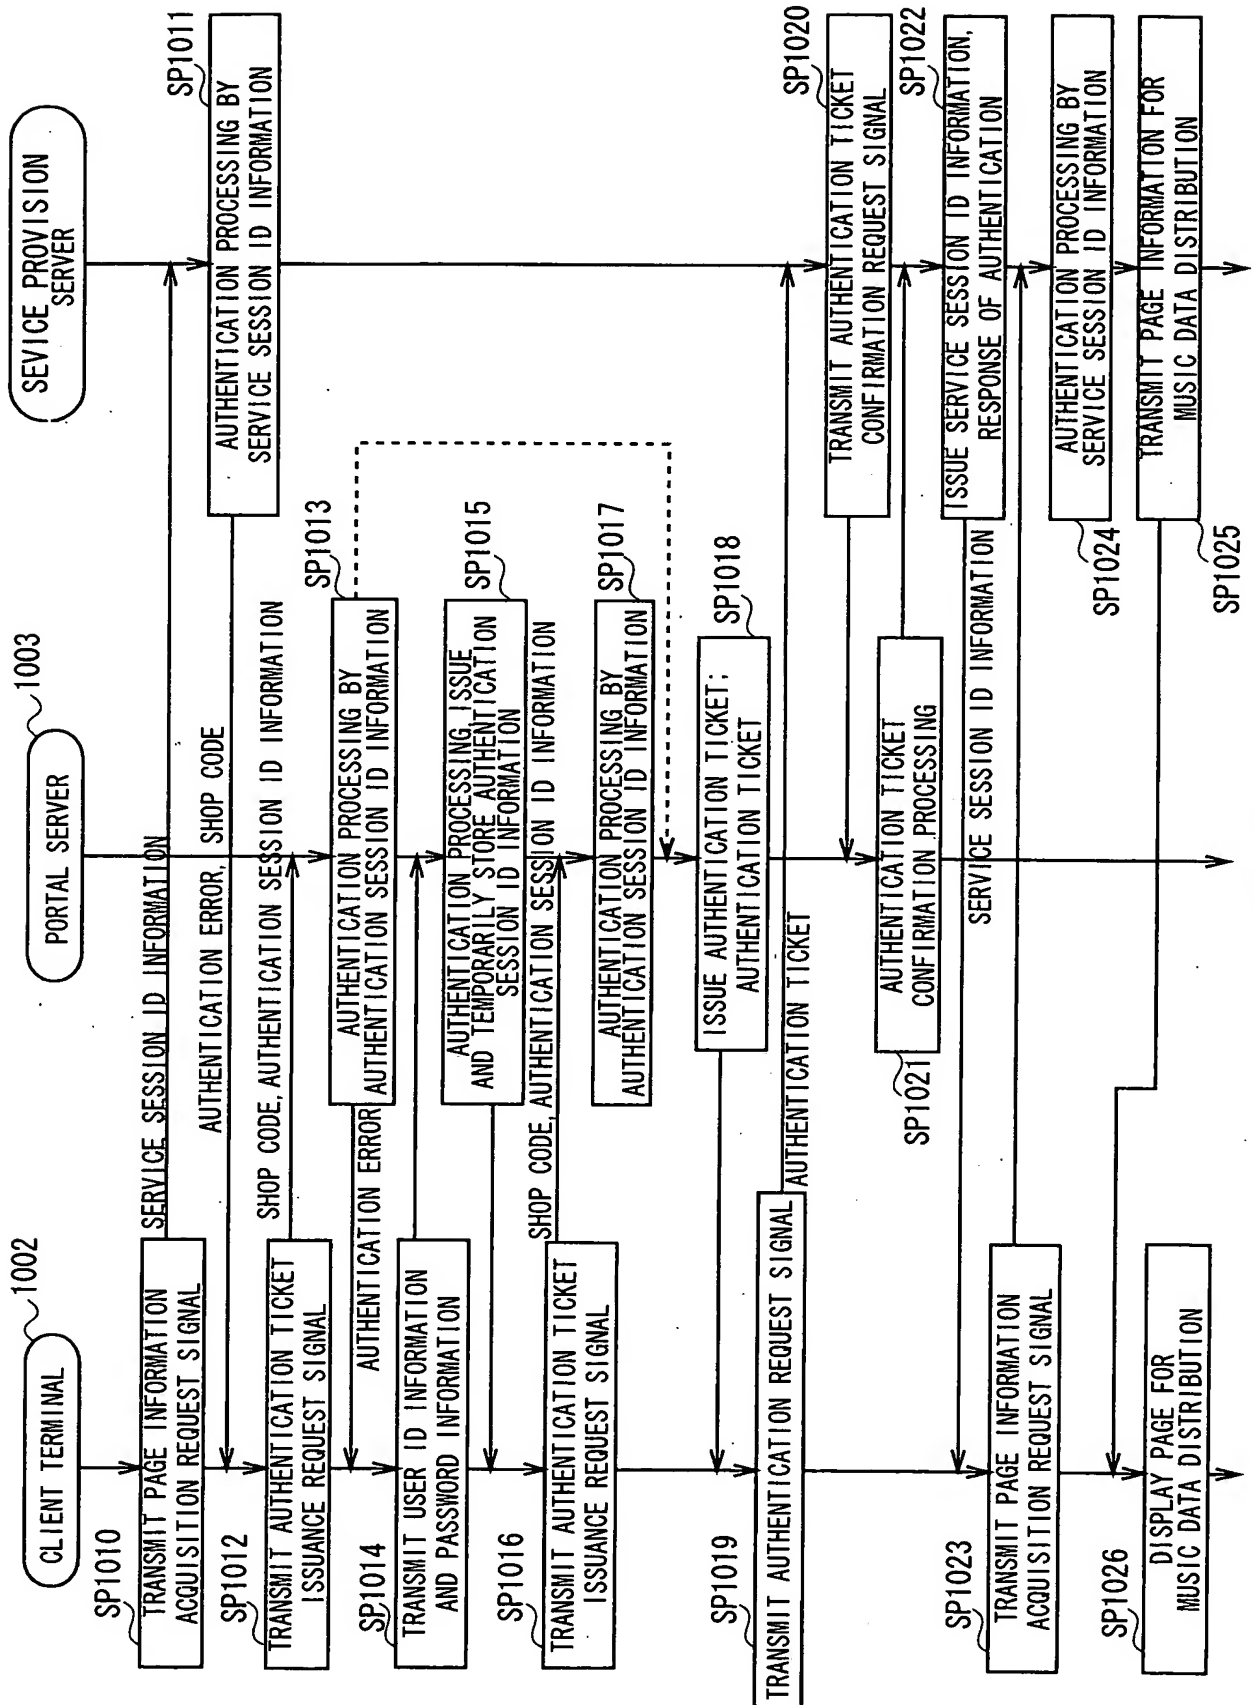 CLIENT TERMINAL
1002
PORTAL SERVER
1003
SEVICE PROVISION
SERVER
SP1010
TRANSMIT PAGE INFORMATION
ACQUISITION REQUEST SIGNAL
SERVICE SESSION ID INFORMATION
SP1011
AUTHENTICATION PROCESSING BY
SERVICE SESSION ID INFORMATION
AUTHENTICATION ERROR, SHOP CODE
SP1012
TRANSMIT AUTHENTICATION TICKET
ISSUANCE REQUEST SIGNAL
SHOP CODE, AUTHENTICATION SESSION ID INFORMATION
SP1013
AUTHENTICATION PROCESSING BY
AUTHENTICATION SESSION ID INFORMATION
AUTHENTICATION ERROR
SP1014
TRANSMIT USER ID INFORMATION
AND PASSWORD INFORMATION
SP1015
AUTHENTICATION PROCESSING, ISSUE
AND TEMPORARILY STORE AUTHENTICATION
SESSION ID INFORMATION
SP1016
TRANSMIT AUTHENTICATION TICKET
ISSUANCE REQUEST SIGNAL
SHOP CODE, AUTHENTICATION SESSION ID INFORMATION
SP1017
AUTHENTICATION PROCESSING BY
AUTHENTICATION SESSION ID INFORMATION
SP1018
ISSUE AUTHENTICATION TICKET;
AUTHENTICATION TICKET
SP1019
TRANSMIT AUTHENTICATION REQUEST SIGNAL
AUTHENTICATION TICKET
SP1020
TRANSMIT AUTHENTICATION TICKET
CONFIRMATION REQUEST SIGNAL
SP1021
AUTHENTICATION TICKET
CONFIRMATION PROCESSING
SP1022
ISSUE SERVICE SESSION ID INFORMATION,
RESPONSE OF AUTHENTICATION
SERVICE SESSION ID INFORMATION
SP1023
TRANSMIT PAGE INFORMATION
ACQUISITION REQUEST SIGNAL
SP1024
AUTHENTICATION PROCESSING BY
SERVICE SESSION ID INFORMATION
SP1025
TRANSMIT PAGE INFORMATION FOR
MUSIC DATA DISTRIBUTION
SP1026
DISPLAY PAGE FOR
MUSIC DATA DISTRIBUTION